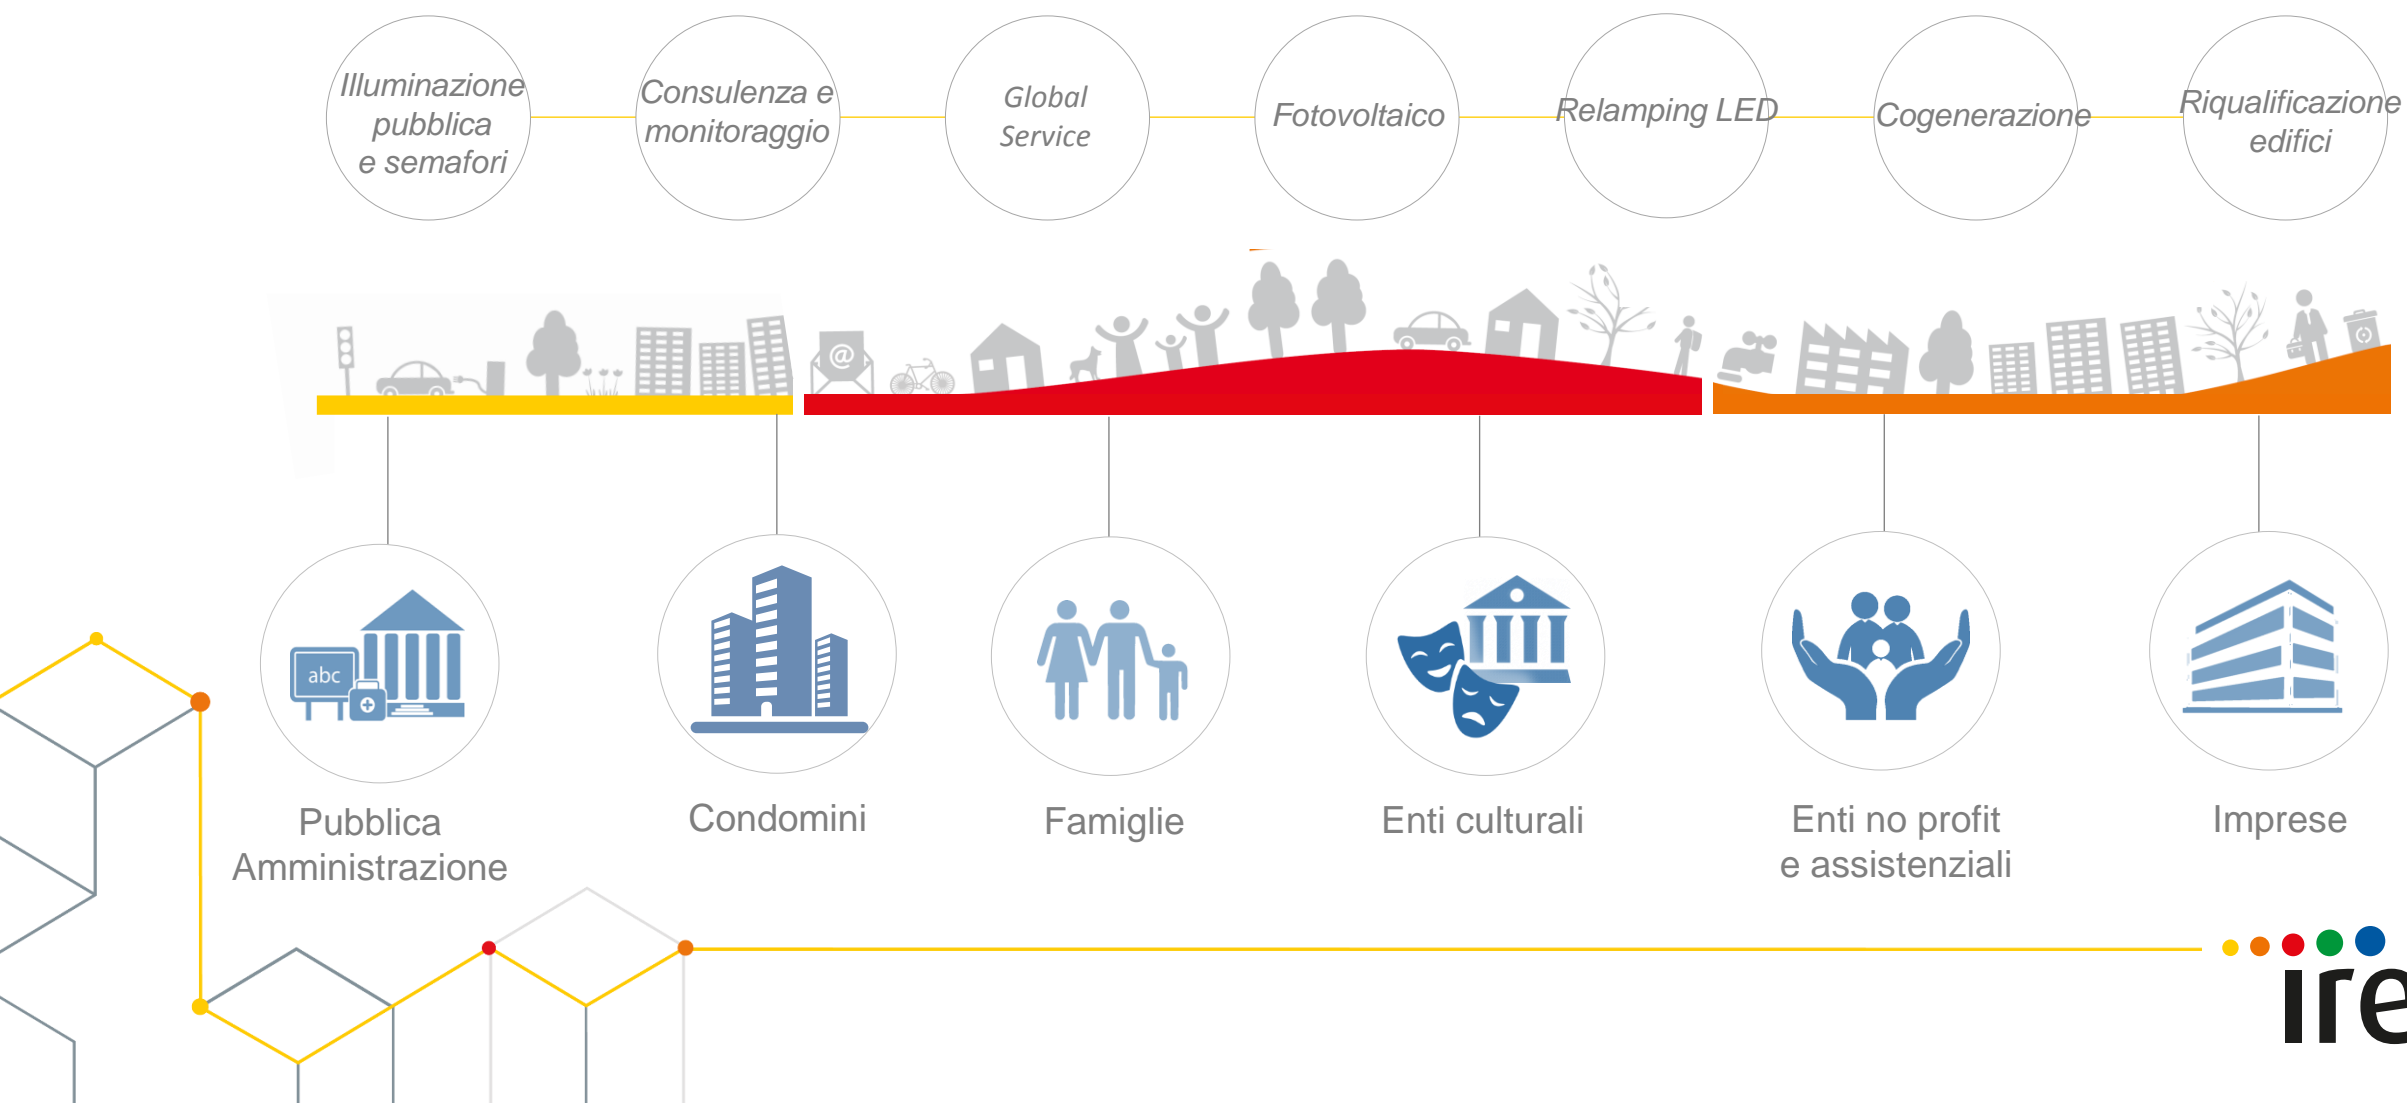 Illuminazione
pubblica
e semafori
Consulenza e
monitoraggio
Global
Service
Fotovoltaico
Relamping LED
Cogenerazione
Riqualificazione
edifici
@
abc
Pubblica
Amministrazione
Condomini
Famiglie
Enti culturali
Enti no profit
e assistenziali
Imprese
ire